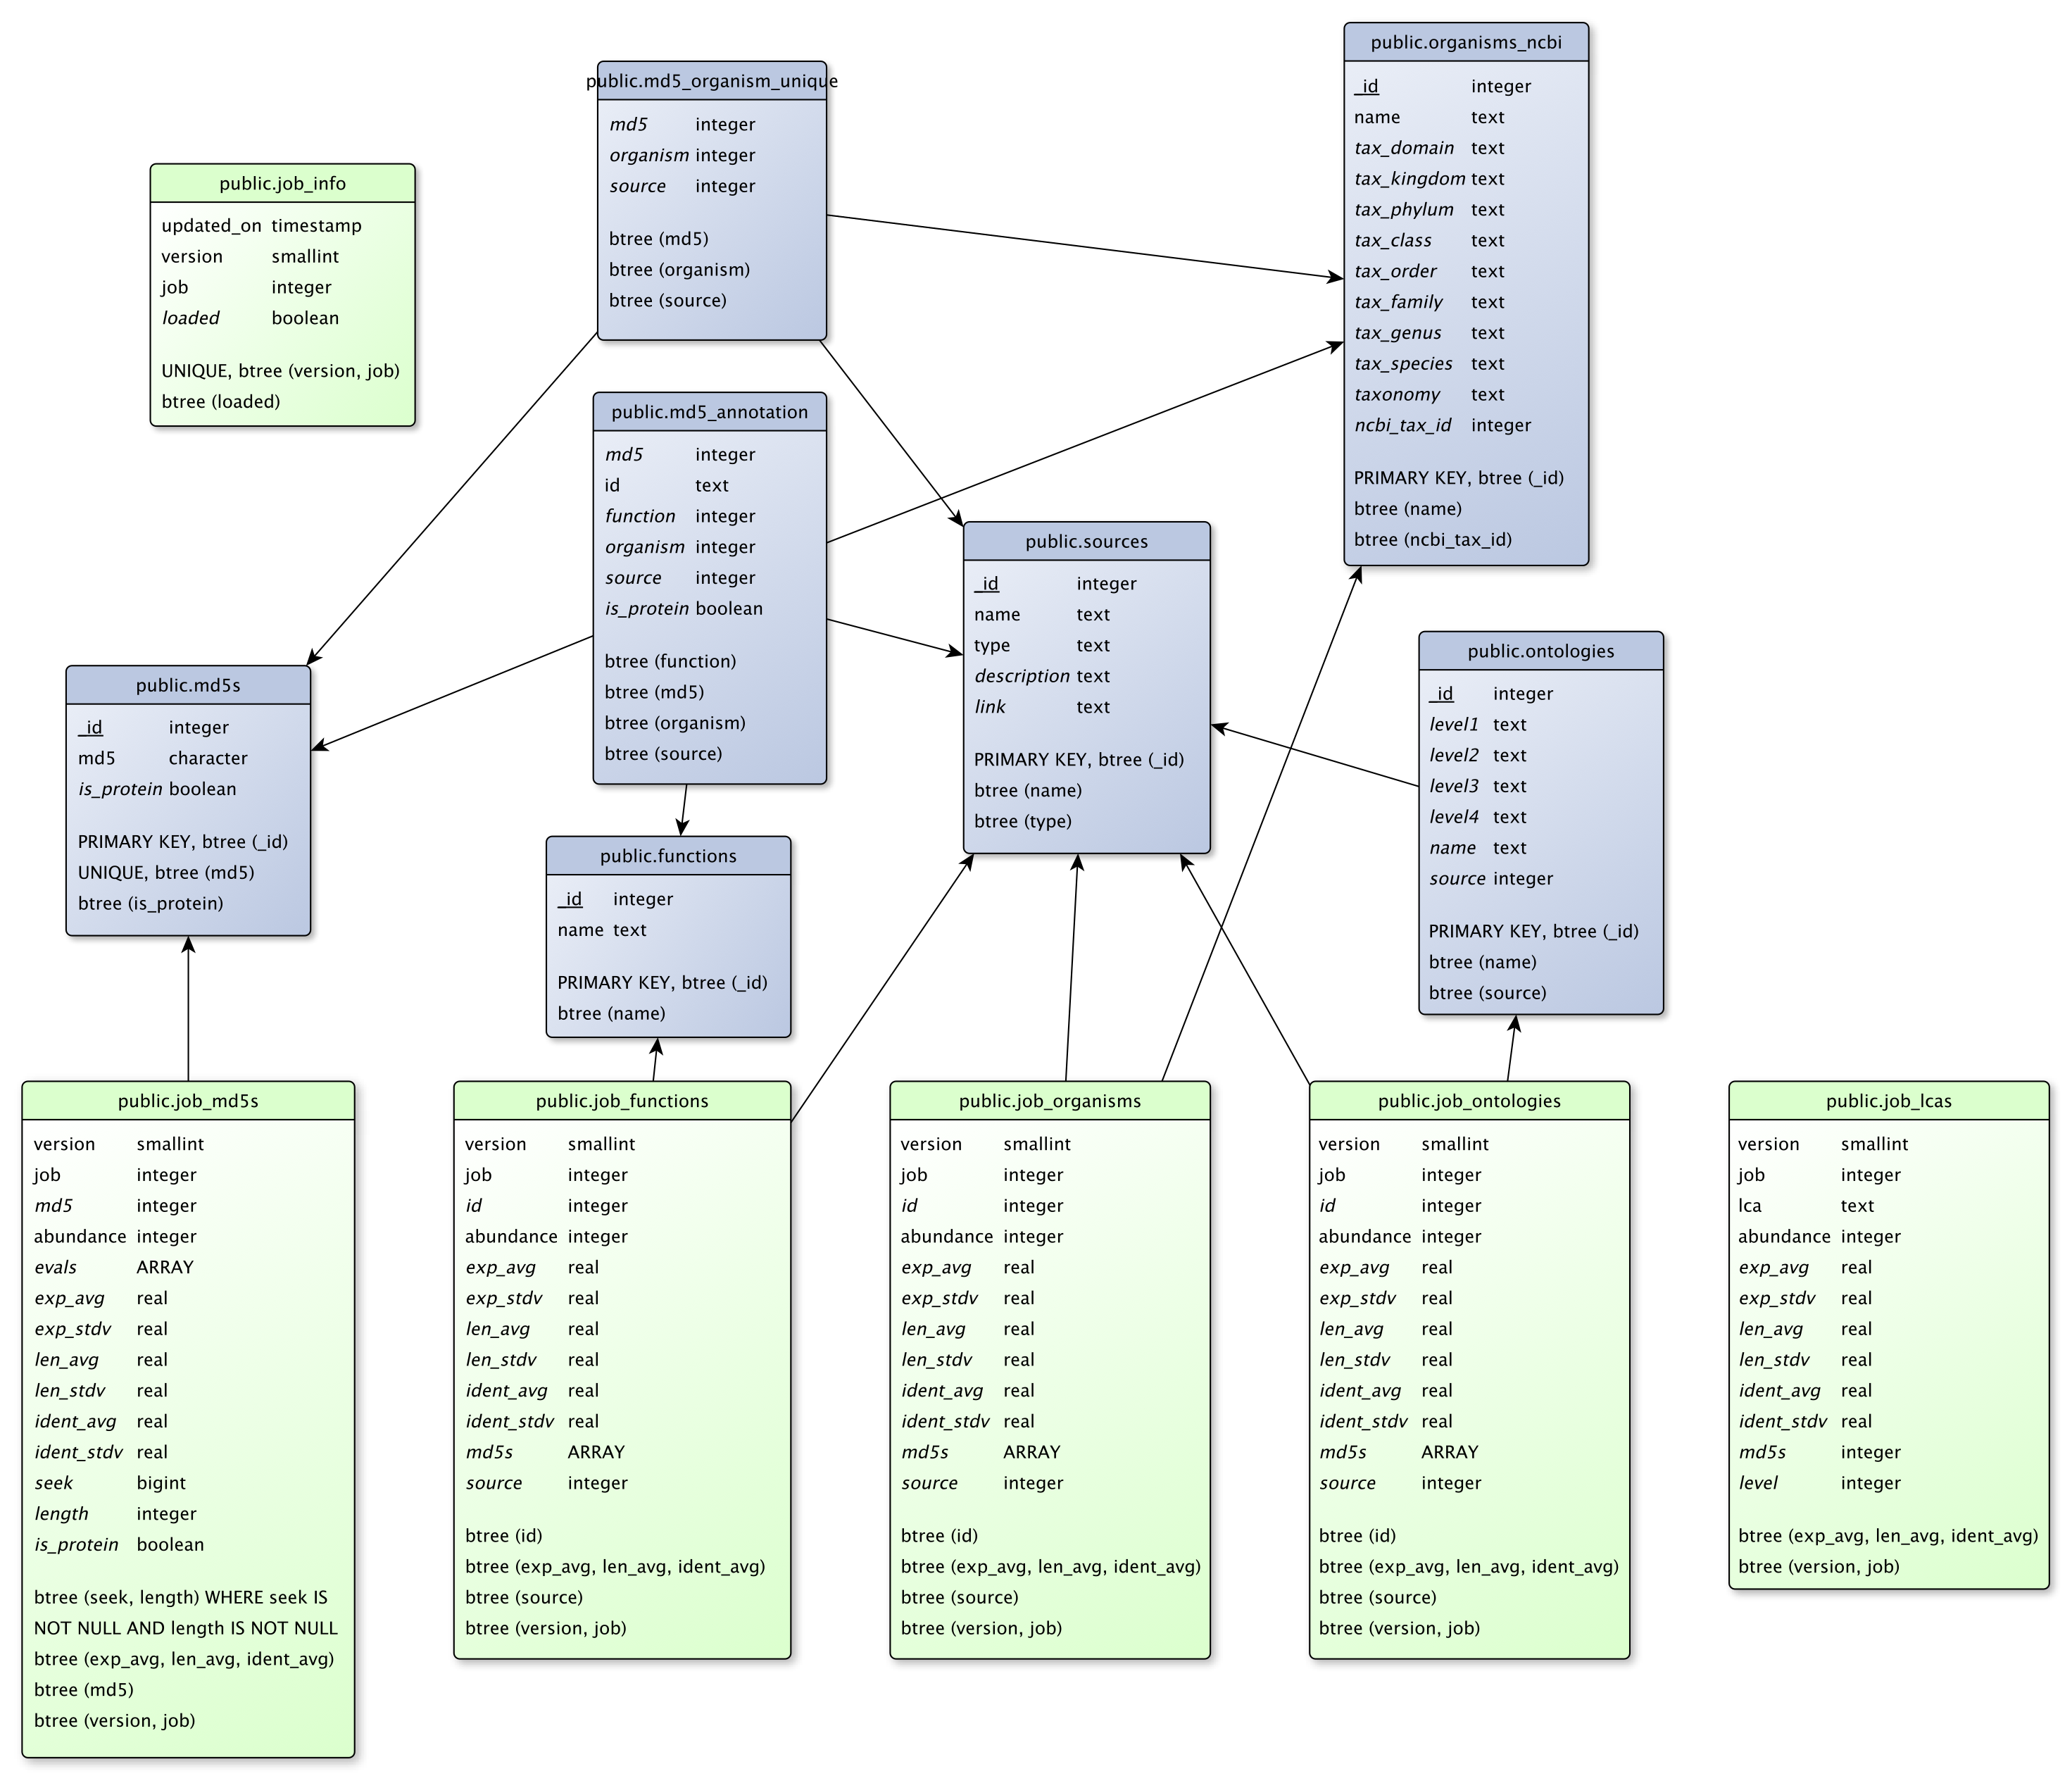 public.organisms_ncbi
_id integer
name text
tax_domain text
tax_kingdom text
tax_phylum text
tax_class text
tax_order text
tax_family text
tax_genus text
tax_species text
taxonomy text
ncbi_tax_id integer
PRIMARY KEY, btree (_id)
btree (name)
btree (ncbi_tax_id)
public.md5_organism_unique
md5 integer
organism integer
source integer
btree (md5)
btree (organism)
btree (source)
public.job_info
updated_on timestamp
version smallint
job integer
loaded boolean
UNIQUE, btree (version, job)
btree (loaded)
public.md5_annotation
md5 integer
id text
function integer
organism integer
source integer
is_protein boolean
btree (function)
btree (md5)
btree (organism)
btree (source)
public.sources
_id integer
name text
type text
description text
link text
PRIMARY KEY, btree (_id)
btree (name)
btree (type)
public.ontologies
_id integer
level1 text
level2 text
level3 text
level4 text
name text
source integer
PRIMARY KEY, btree (_id)
btree (name)
btree (source)
public.md5s
_id integer
md5 character
is_protein boolean
PRIMARY KEY, btree (_id)
UNIQUE, btree (md5)
btree (is_protein)
public.functions
_id integer
name text
PRIMARY KEY, btree (_id)
btree (name)
public.job_md5s
version smallint
job integer
md5 integer
abundance integer
evals ARRAY
exp_avg real
exp_stdv real
len_avg real
len_stdv real
ident_avg real
ident_stdv real
seek bigint
length integer
is_protein boolean
btree (seek, length) WHERE seek IS
NOT NULL AND length IS NOT NULL
btree (exp_avg, len_avg, ident_avg)
btree (md5)
btree (version, job)
public.job_functions
version smallint
job integer
id integer
abundance integer
exp_avg real
exp_stdv real
len_avg real
len_stdv real
ident_avg real
ident_stdv real
md5s ARRAY
source integer
btree (id)
btree (exp_avg, len_avg, ident_avg)
btree (source)
btree (version, job)
public.job_organisms
version smallint
job integer
id integer
abundance integer
exp_avg real
exp_stdv real
len_avg real
len_stdv real
ident_avg real
ident_stdv real
md5s ARRAY
source integer
btree (id)
btree (exp_avg, len_avg, ident_avg)
btree (source)
btree (version, job)
public.job_ontologies
version smallint
job integer
id integer
abundance integer
exp_avg real
exp_stdv real
len_avg real
len_stdv real
ident_avg real
ident_stdv real
md5s ARRAY
source integer
btree (id)
btree (exp_avg, len_avg, ident_avg)
btree (source)
btree (version, job)
public.job_lcas
version smallint
job integer
lca text
abundance integer
exp_avg real
exp_stdv real
len_avg real
len_stdv real
ident_avg real
ident_stdv real
md5s integer
level integer
btree (exp_avg, len_avg, ident_avg)
btree (version, job)